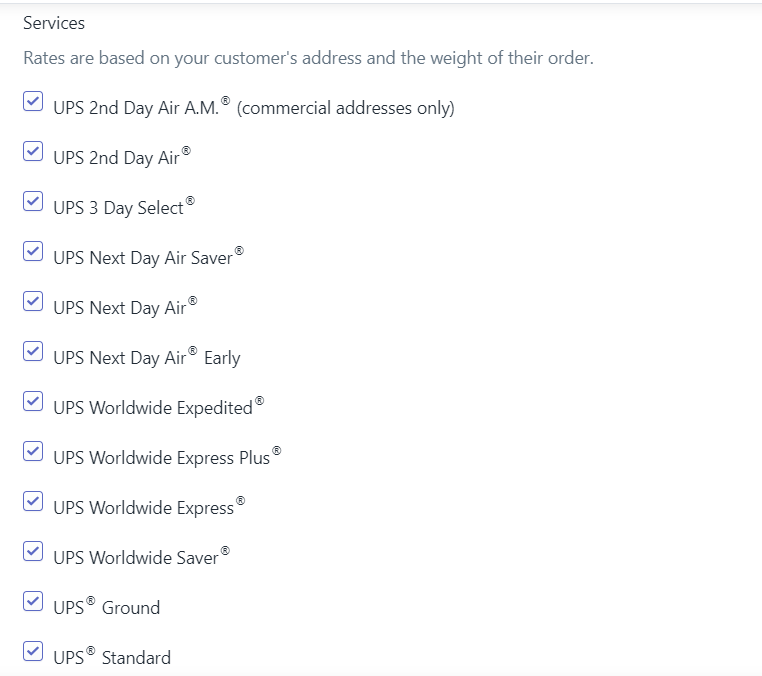 Services
Rates are based on your customer's address and the weight of their order.
UPS 2nd Day Air A.M.® (commercial addresses only)
UPS 2nd Day Air®
UPS 3 Day Select®
UPS Next Day Air Saver®
UPS Next Day Air®
UPS Next Day Air® Early
UPS Worldwide Expedited®
UPS Worldwide Express Plus®
UPS Worldwide Express®
UPS Worldwide Saver®
UPS® Ground
UPS® Standard